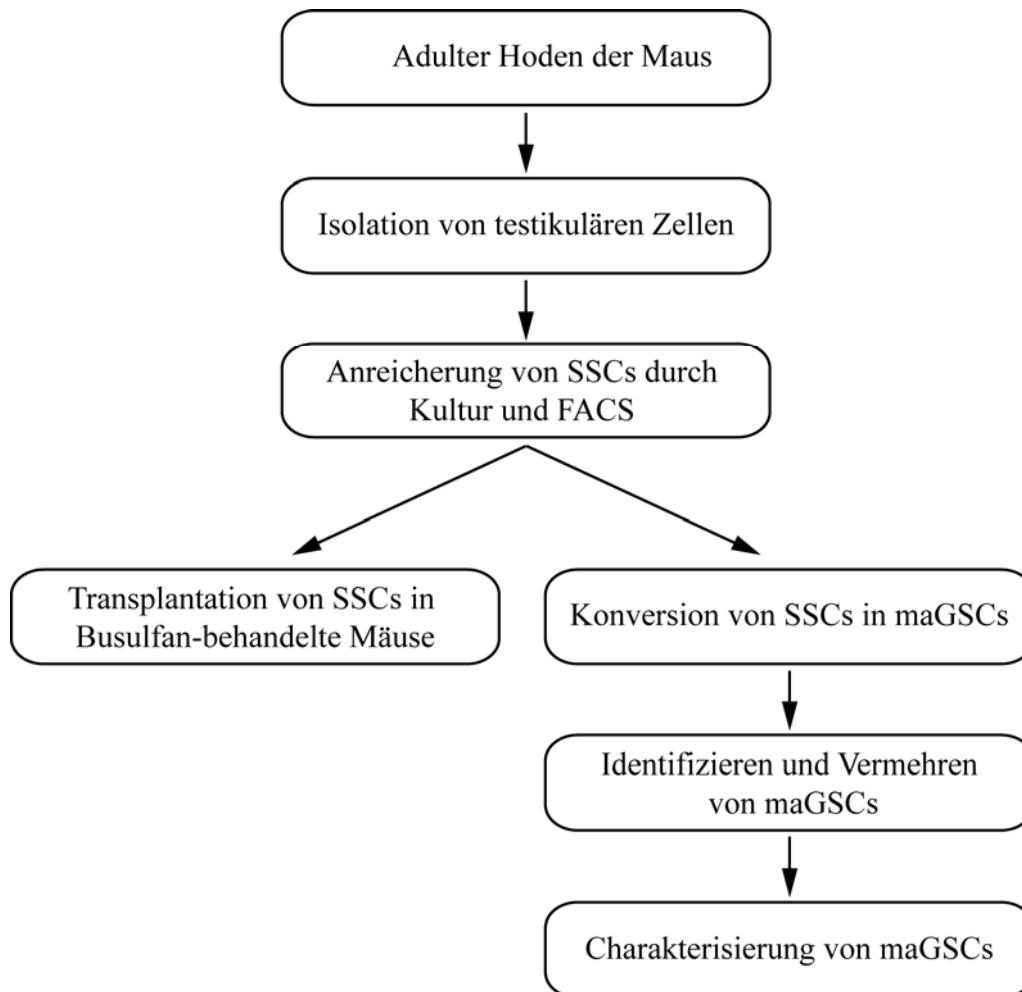 Adulter Hoden der Maus
Isolation von testikulären Zellen
Anreicherung von SSCs durch
Kultur und FACS
Transplantation von SSCs in
Busulfan-behandelte Mäuse
Konversion von SSCs in maGSCs
Identifizieren und Vermehren
von maGSCs
Charakterisierung von maGSCs